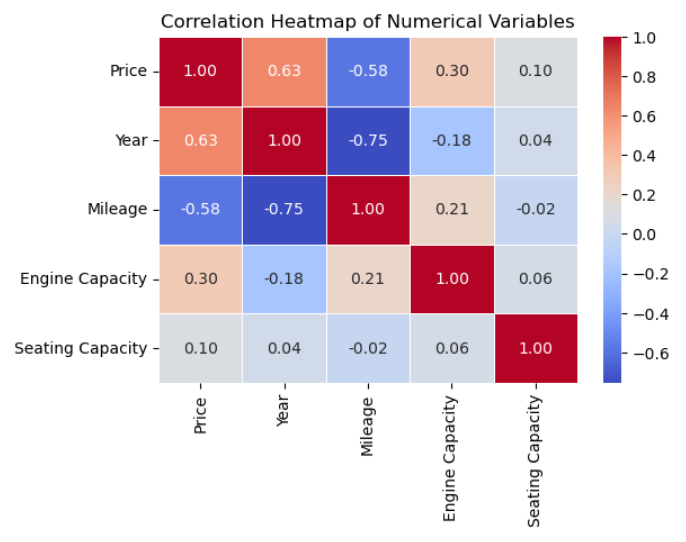 Correlation Heatmap of Numerical Variables
Price 1.00 0.63 -0.58 0.30 0.10
Year 0.63 1.00 -0.75 -0.18 0.04
Mileage -0.58 -0.75 1.00 0.21 -0.02
Engine Capacity 0.30 -0.18 0.21 1.00 0.06
Seating Capacity 0.10 0.04 -0.02 0.06 1.00
Price
Year
Mileage
Engine Capacity
Seating Capacity
1.0
0.8
0.6
0.4
0.2
0.0
−0.2
−0.4
−0.6